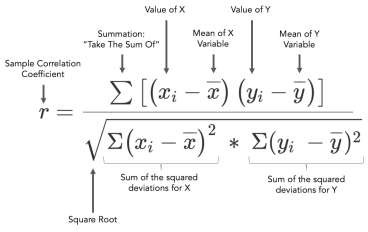 Value of X Value of Y
Summation: Mean of X Mean of Y
"Take The Sum Of" Variable Variable
Sample Correlation
Coefficient
r = ∑ [(xᵢ − x̅) (yᵢ − y̅)]
√ Σ(xᵢ − x̅)² * Σ(yᵢ − y̅)²
Sum of the squared Sum of the squared
deviations for X deviations for Y
Square Root